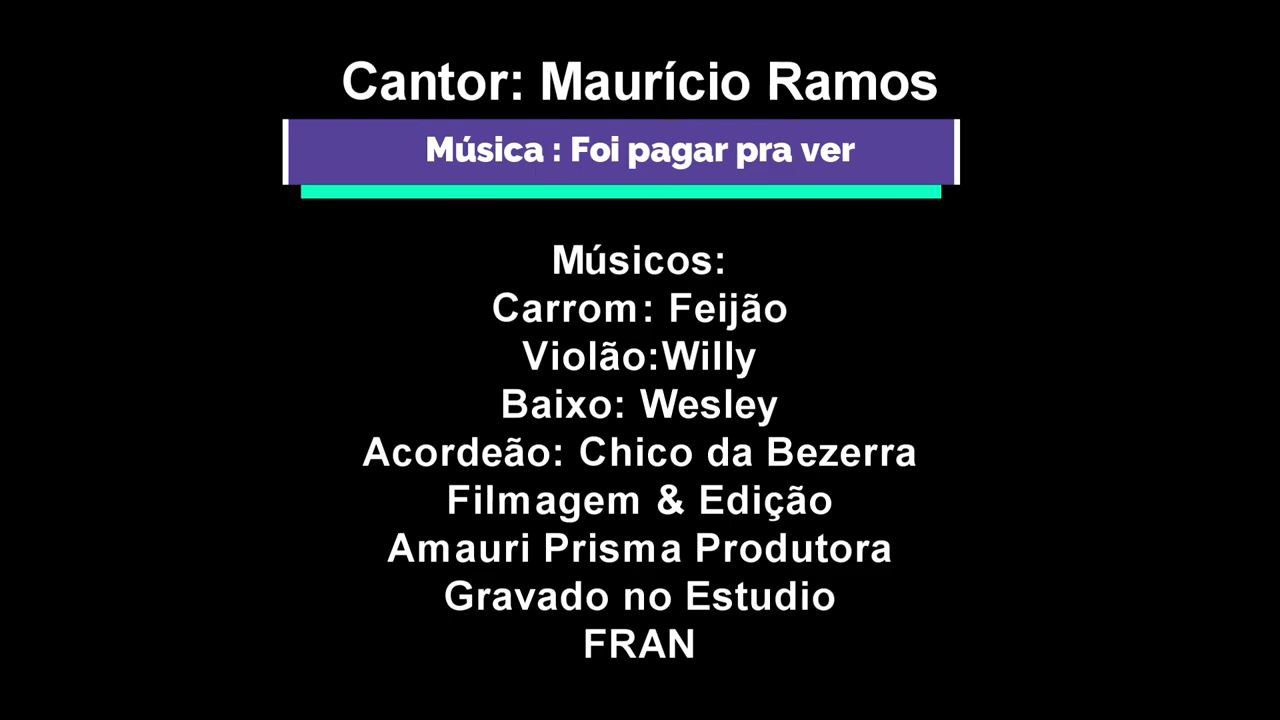 Cantor: Maurício Ramos
Música : Foi pagar pra ver
Músicos:
Carrom: Feijão
Violão:Willy
Baixo: Wesley
Acordeão: Chico da Bezerra
Filmagem & Edição
Amauri Prisma Produtora
Gravado no Estudio
FRAN